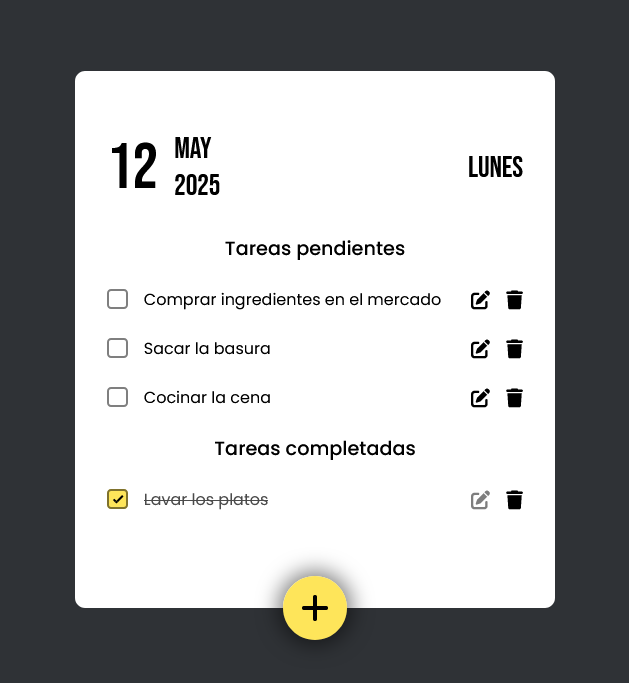 12
MAY
2025
LUNES
Tareas pendientes
Comprar ingredientes en el mercado
Sacar la basura
Cocinar la cena
Tareas completadas
Lavar los platos